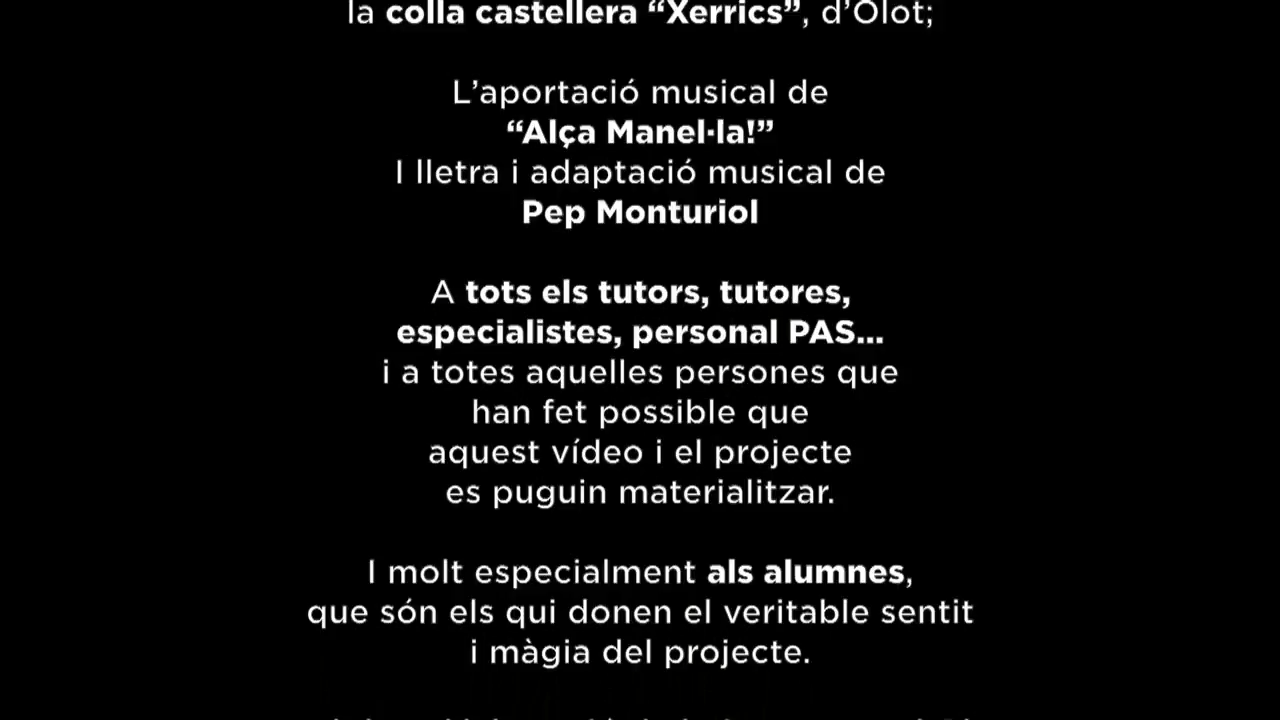 la colla castellera “Xerrics”, d’Olot;
L’aportació musical de
“Alça Manel·la!”
I lletra i adaptació musical de
Pep Monturiol
A tots els tutors, tutores,
especialistes, personal PAS...
i a totes aquelles persones que
han fet possible que
aquest vídeo i el projecte
es puguin materialitzar.
I molt especialment als alumnes,
que són els qui donen el veritable sentit
i màgia del projecte.